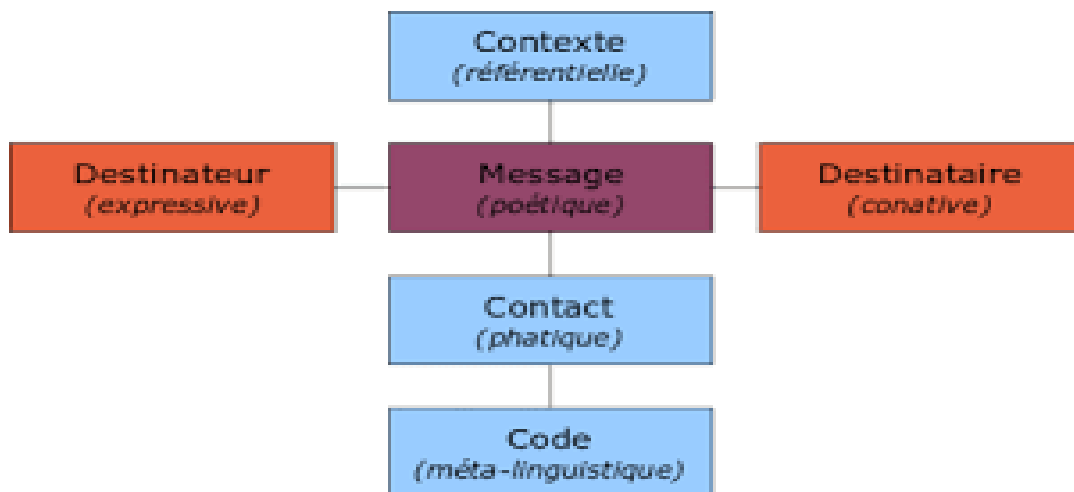 Contexte
(référentielle)
Destinateur
(expressive)
Message
(poétique)
Destinataire
(conative)
Contact
(phatique)
Code
(méta-linguistique)